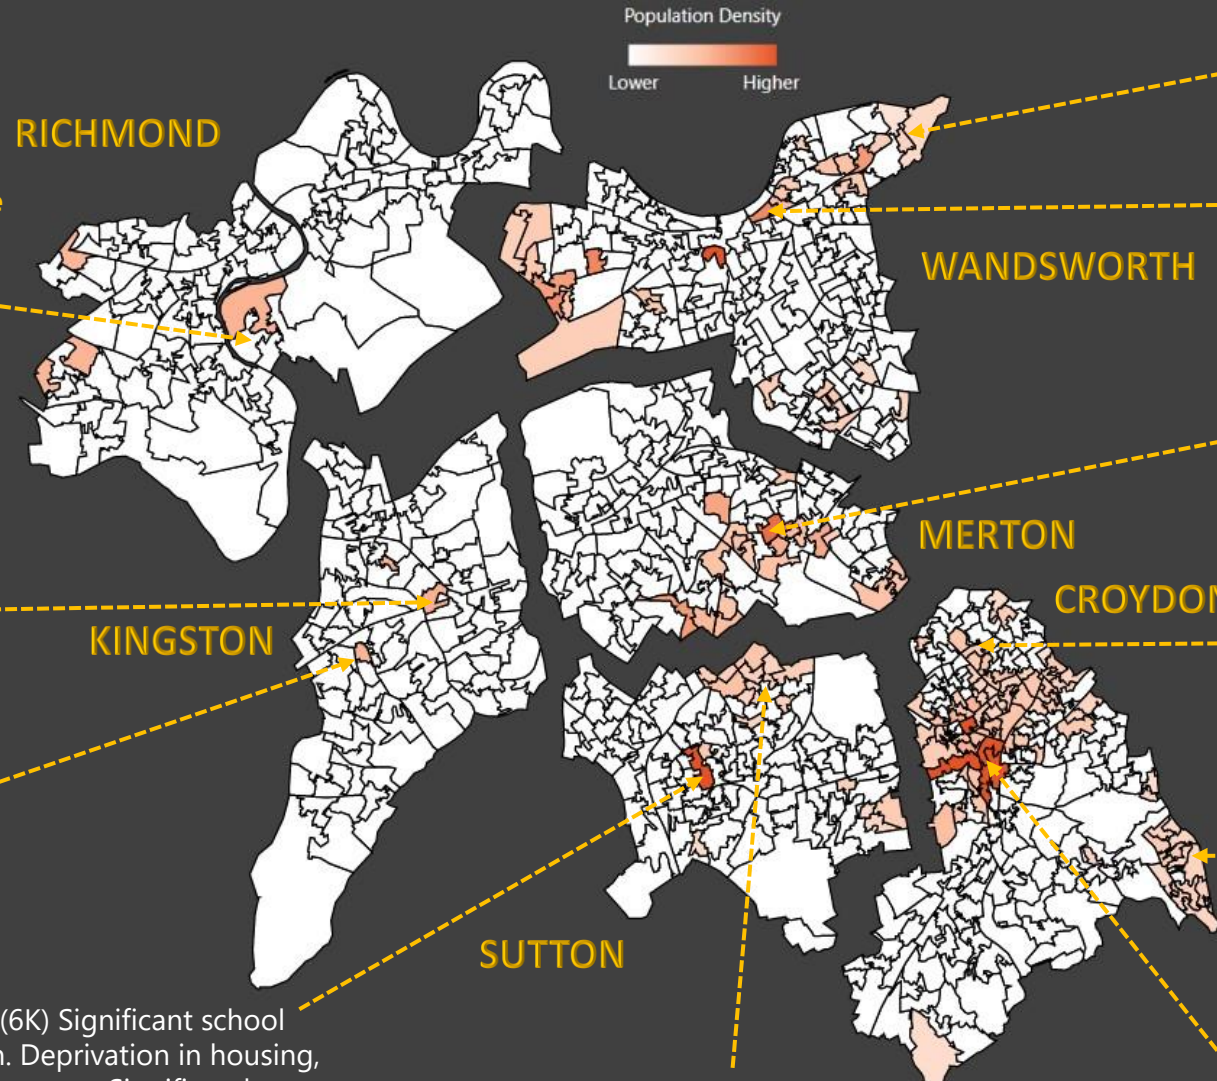 Population Density
Lower Higher
RICHMOND
WANDSWORTH
MERTON
CROYDON
KINGSTON
SUTTON
(6K) Significant school
Deprivation in housing,